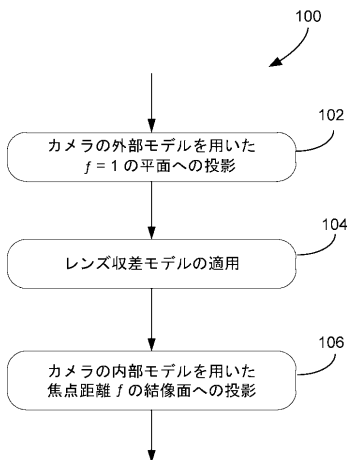 100
102
カメラの外部モデルを用いた
f = 1 の平面への投影
104
レンズ収差モデルの適用
106
カメラの内部モデルを用いた
焦点距離 f の結像面への投影